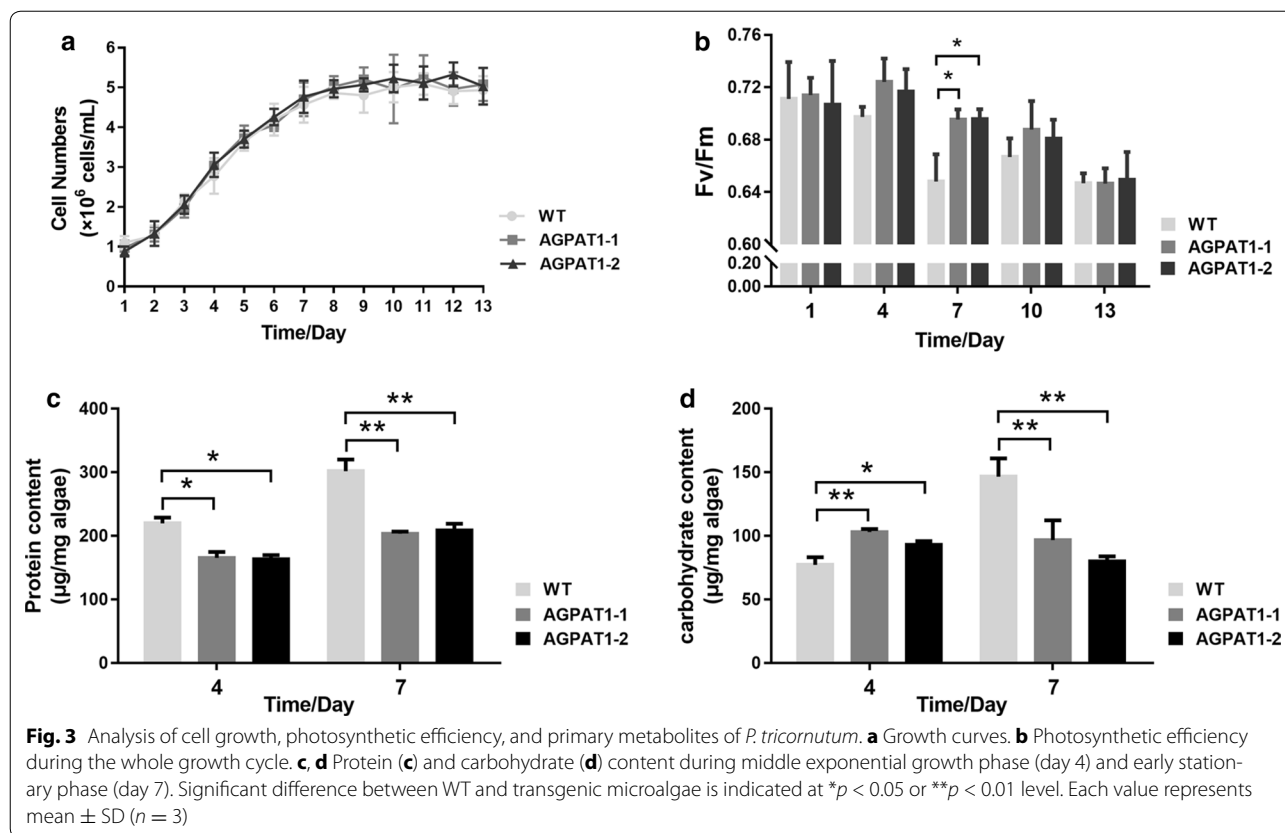 a
Cell Numbers
(×10⁶ cells/mL)
6
5
4
3
2
1
0
1 2 3 4 5 6 7 8 9 10 11 12 13
Time/Day
WT
AGPAT1-1
AGPAT1-2
b
Fv/Fm
0.76
0.72
0.68
0.64
0.60
0.20
0.00
*
*
1 4 7 10 13
Time/Day
WT
AGPAT1-1
AGPAT1-2
c
Protein content
(μg/mg algae)
400
300
200
100
0
*
*
**
**
4 7
Time/Day
WT
AGPAT1-1
AGPAT1-2
d
carbohydrate content
(μg/mg algae)
200
150
100
50
0
*
**
**
**
4 7
Time/Day
WT
AGPAT1-1
AGPAT1-2
Fig. 3 Analysis of cell growth, photosynthetic efficiency, and primary metabolites of P. tricornutum. a Growth curves. b Photosynthetic efficiency
during the whole growth cycle. c, d Protein (c) and carbohydrate (d) content during middle exponential growth phase (day 4) and early station-
ary phase (day 7). Significant difference between WT and transgenic microalgae is indicated at *p < 0.05 or **p < 0.01 level. Each value represents
mean ± SD (n = 3)